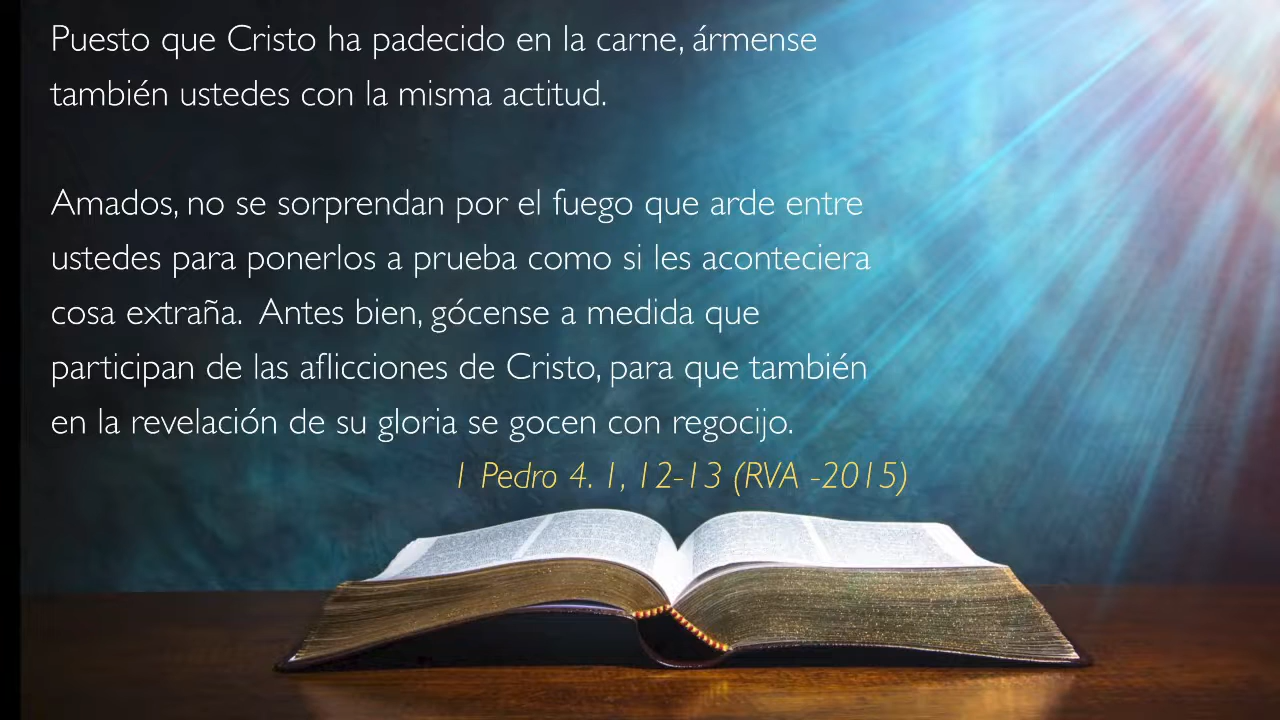 Puesto que Cristo ha padecido en la carne, ármense
también ustedes con la misma actitud.
Amados, no se sorprendan por el fuego que arde entre
ustedes para ponerlos a prueba como si les aconteciera
cosa extraña.  Antes bien, gócense a medida que
participan de las aflicciones de Cristo, para que también
en la revelación de su gloria se gocen con regocijo.
1 Pedro 4. 1, 12-13 (RVA -2015)